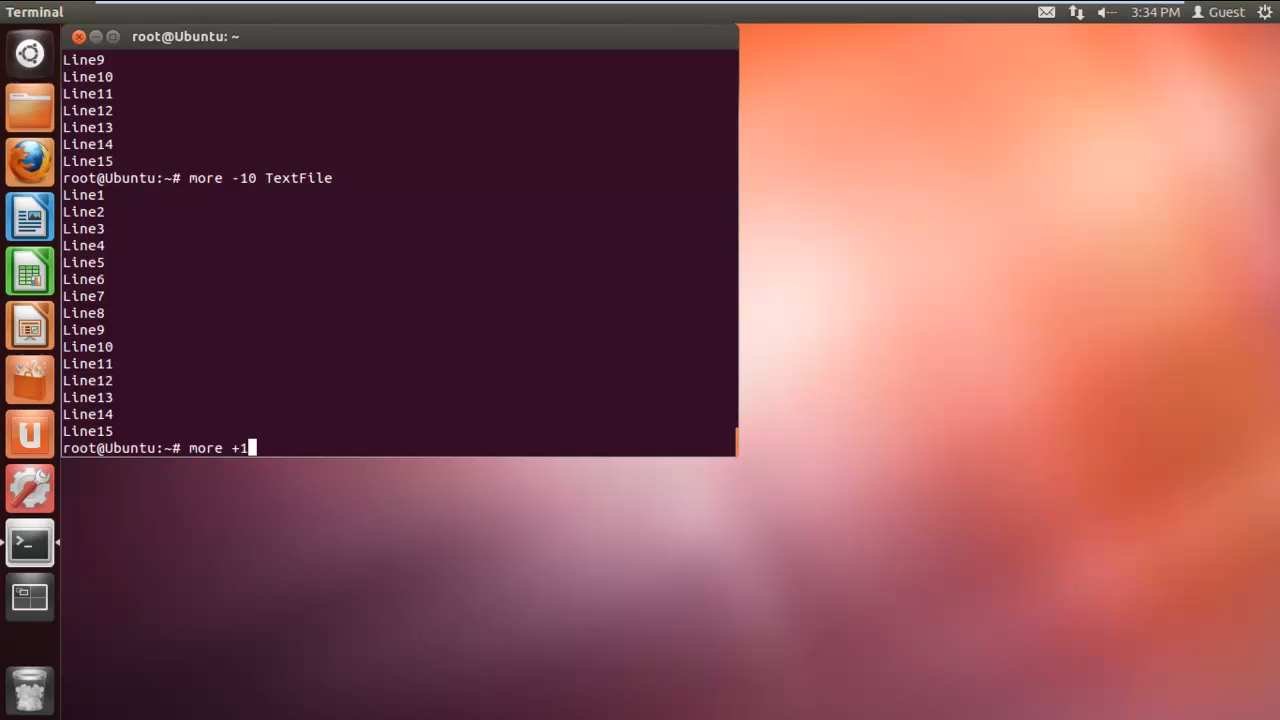 Terminal
3:34 PM Guest
root@Ubuntu: ~
Line9
Line10
Line11
Line12
Line13
Line14
Line15
root@Ubuntu:~# more -10 TextFile
Line1
Line2
Line3
Line4
Line5
Line6
Line7
Line8
Line9
Line10
Line11
Line12
Line13
Line14
Line15
root@Ubuntu:~# more +1